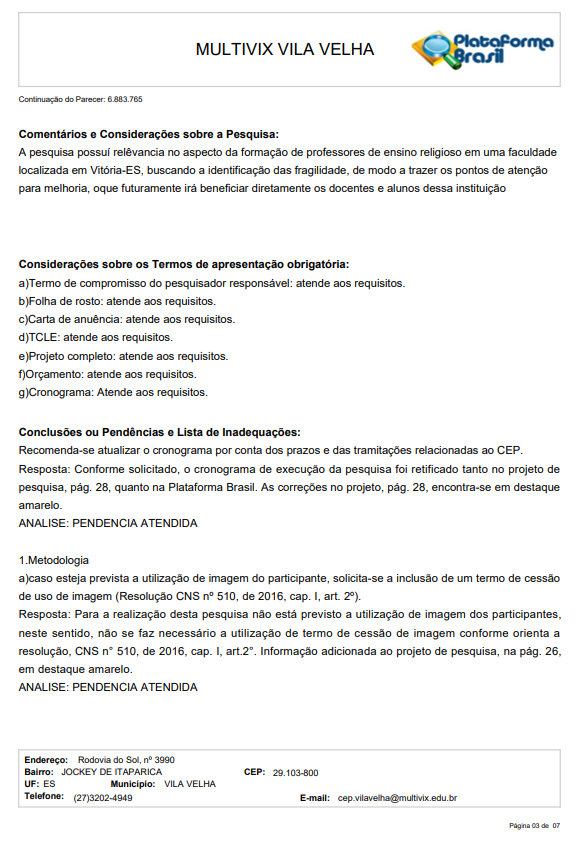 MULTIVIX VILA VELHA
Plataforma
Brasil
Continuação do Parecer: 6.883.765
Comentários e Considerações sobre a Pesquisa:
A pesquisa possuí relêvancia no aspecto da formação de professores de ensino religioso em uma faculdade
localizada em Vitória-ES, buscando a identificação das fragilidade, de modo a trazer os pontos de atenção
para melhoria, oque futuramente irá beneficiar diretamente os docentes e alunos dessa instituição
Considerações sobre os Termos de apresentação obrigatória:
a)Termo de compromisso do pesquisador responsável: atende aos requisitos.
b)Folha de rosto: atende aos requisitos.
c)Carta de anuência: atende aos requisitos.
d)TCLE: atende aos requisitos.
e)Projeto completo: atende aos requisitos.
f)Orçamento: atende aos requisitos.
g)Cronograma: Atende aos requisitos.
Conclusões ou Pendências e Lista de Inadequações:
Recomenda-se atualizar o cronograma por conta dos prazos e das tramitações relacionadas ao CEP.
Resposta: Conforme solicitado, o cronograma de execução da pesquisa foi retificado tanto no projeto de
pesquisa, pág. 28, quanto na Plataforma Brasil. As correções no projeto, pág. 28, encontra-se em destaque
amarelo.
ANALISE: PENDENCIA ATENDIDA
1.Metodologia
a)caso esteja prevista a utilização de imagem do participante, solicita-se a inclusão de um termo de cessão
de uso de imagem (Resolução CNS nº 510, de 2016, cap. I, art. 2º).
Resposta: Para a realização desta pesquisa não está previsto a utilização de imagem dos participantes,
neste sentido, não se faz necessário a utilização de termo de cessão de imagem conforme orienta a
resolução, CNS n° 510, de 2016, cap. I, art.2°. Informação adicionada ao projeto de pesquisa, na pág. 26,
em destaque amarelo.
ANALISE: PENDENCIA ATENDIDA
Endereço: Rodovia do Sol, nº 3990
Bairro: JOCKEY DE ITAPARICA CEP: 29.103-800
UF: ES Município: VILA VELHA
Telefone: (27)3202-4949 E-mail: cep.vilavelha@multivix.edu.br
Página 03 de 07